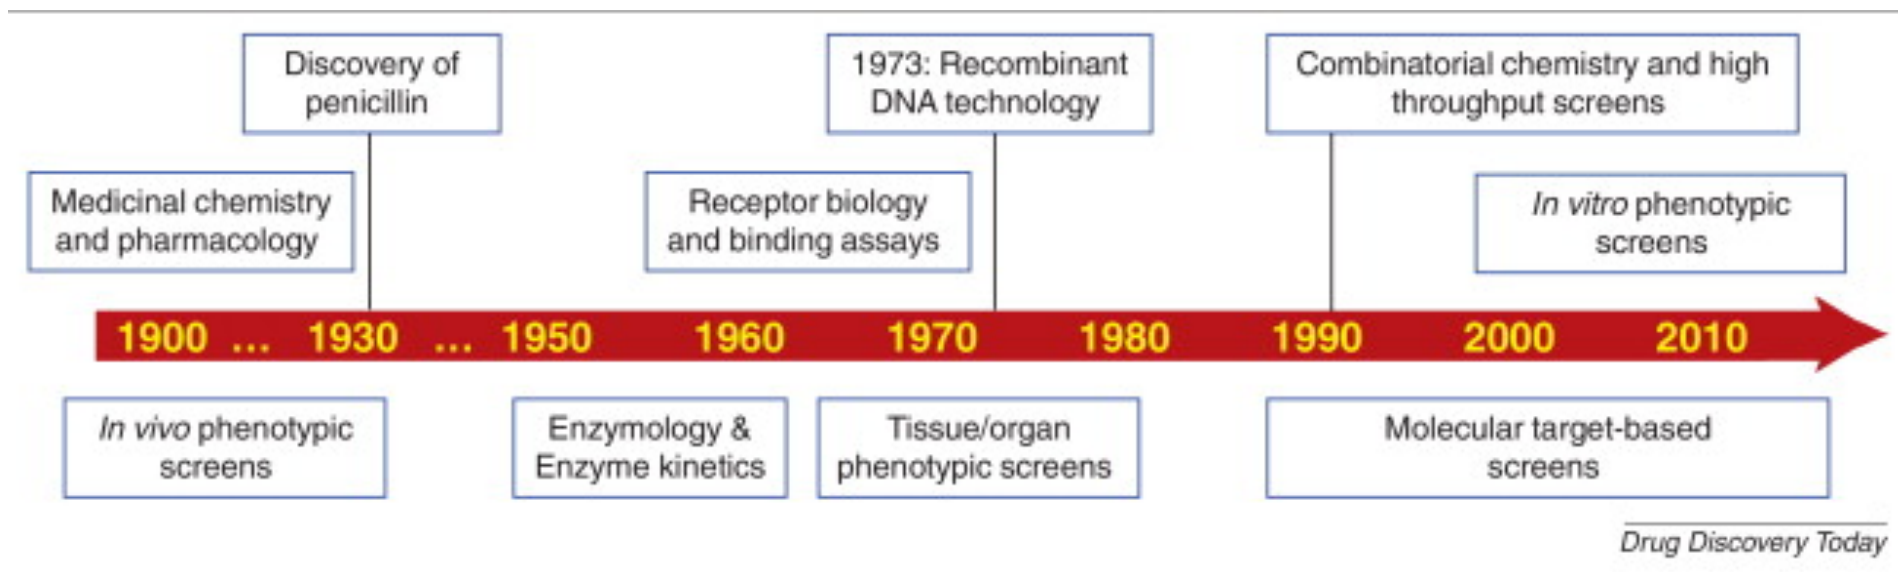 Discovery of
penicillin
1973: Recombinant
DNA technology
Combinatorial chemistry and high
throughput screens
Medicinal chemistry
and pharmacology
Receptor biology
and binding assays
In vitro phenotypic
screens
1900 ... 1930 ... 1950 1960 1970 1980 1990 2000 2010
In vivo phenotypic
screens
Enzymology &
Enzyme kinetics
Tissue/organ
phenotypic screens
Molecular target-based
screens
Drug Discovery Today